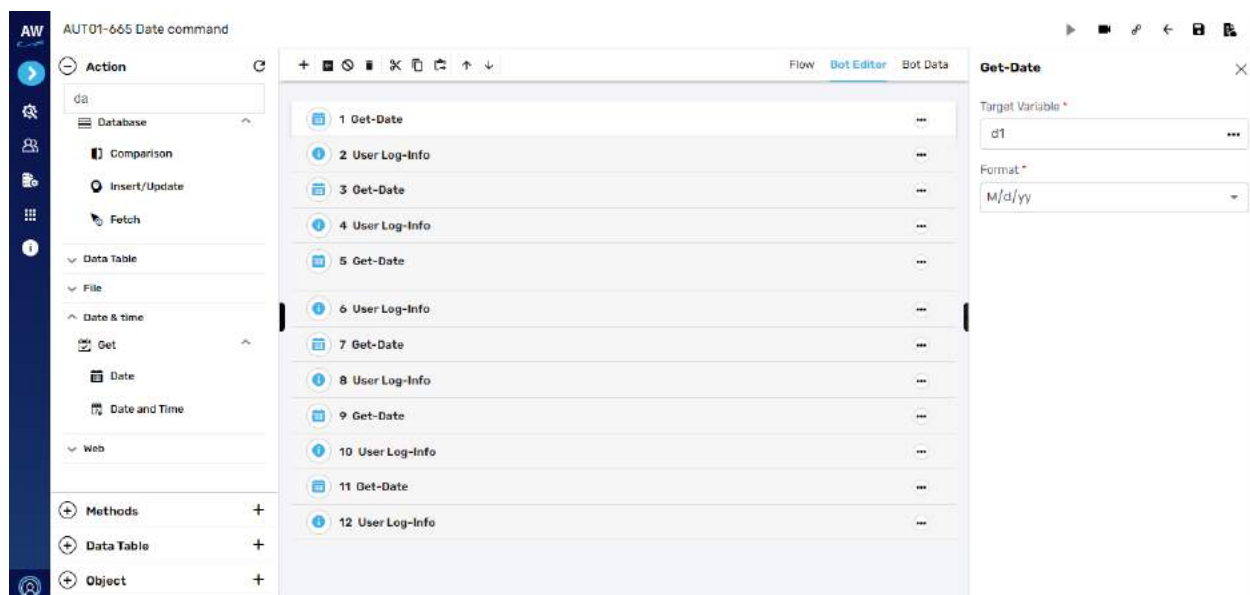 AW
AUT01-665 Date command
Action
da
Database
Comparison
Insert/Update
Fetch
Data Table
File
Date & time
Get
Date
Date and Time
Web
Methods
Data Table
Object
Flow
Bot Editor
Bot Data
1 Get-Date
2 User Log-Info
3 Get-Date
4 User Log-Info
5 Get-Date
6 User Log-Info
7 Get-Date
8 User Log-Info
9 Get-Date
10 User Log-Info
11 Get-Date
12 User Log-Info
Get-Date
Target Variable *
d1
Format *
M/d/yy